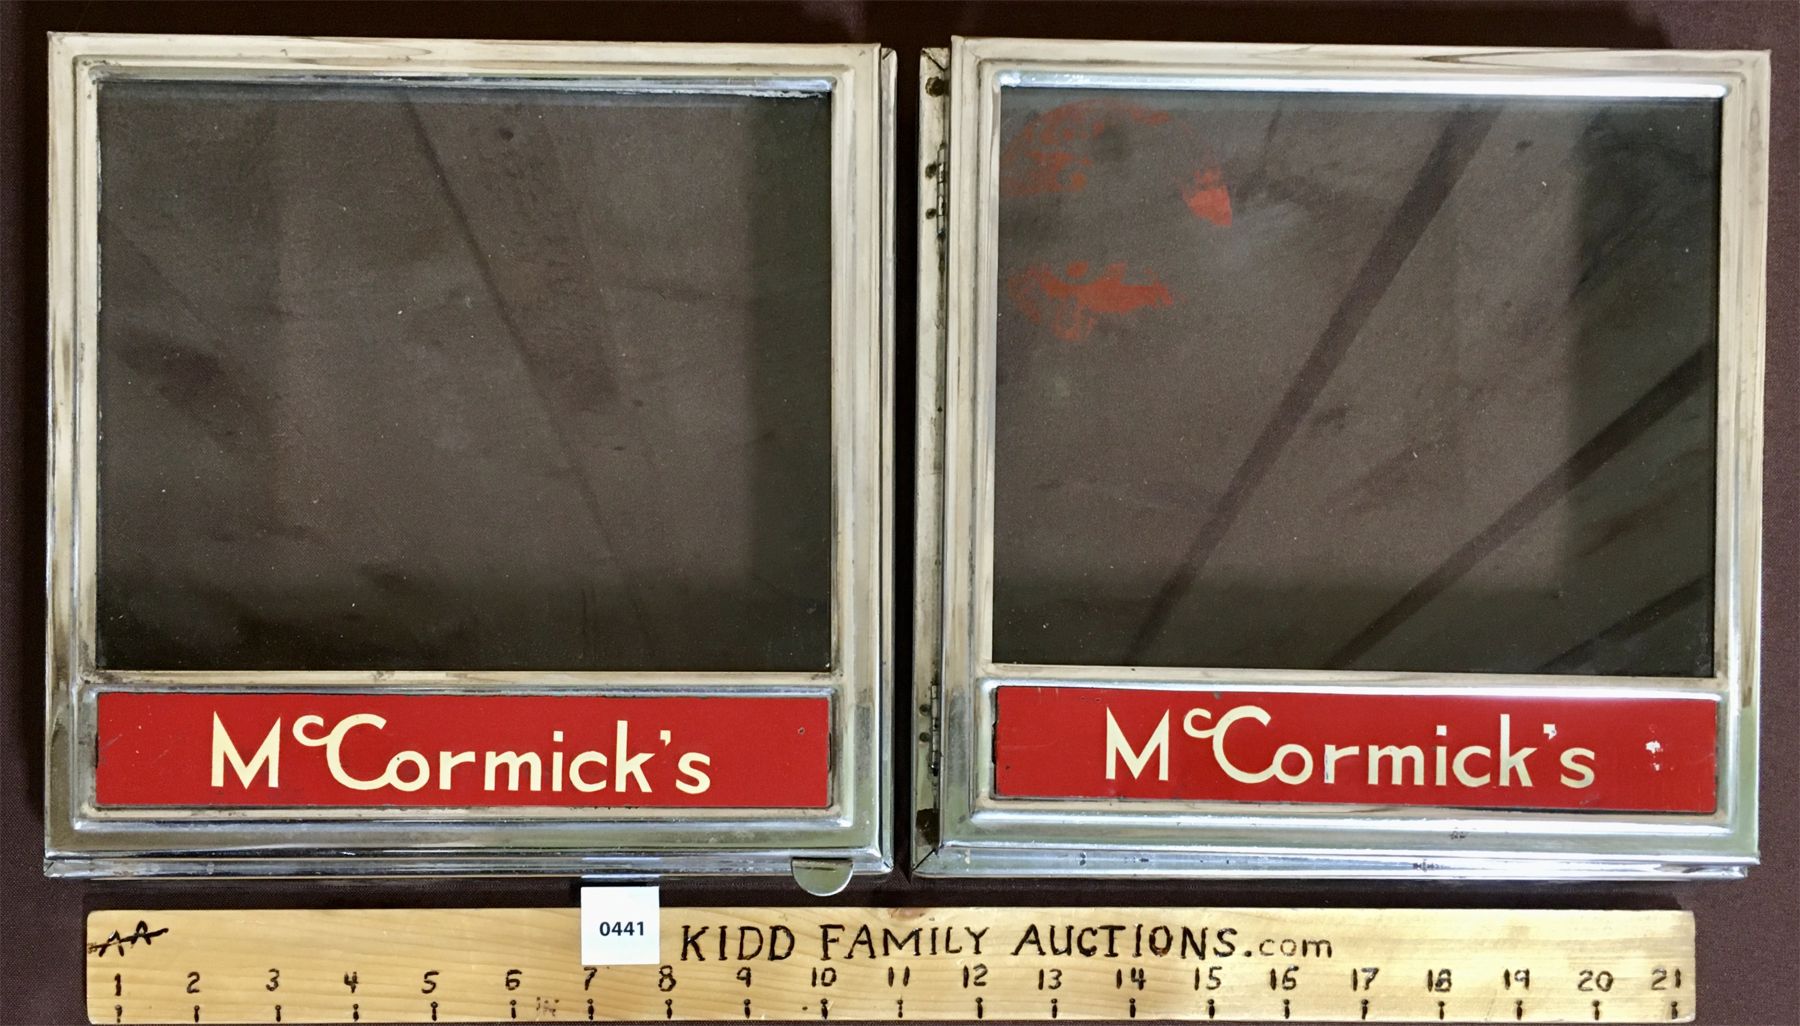 McCormick's
McCormick's
AA
0441
KIDD FAMILY AUCTIONS.com
1 2 3 4 5 6 7 8 9 10 11 12 13 14 15 16 17 18 19 20 21
IN